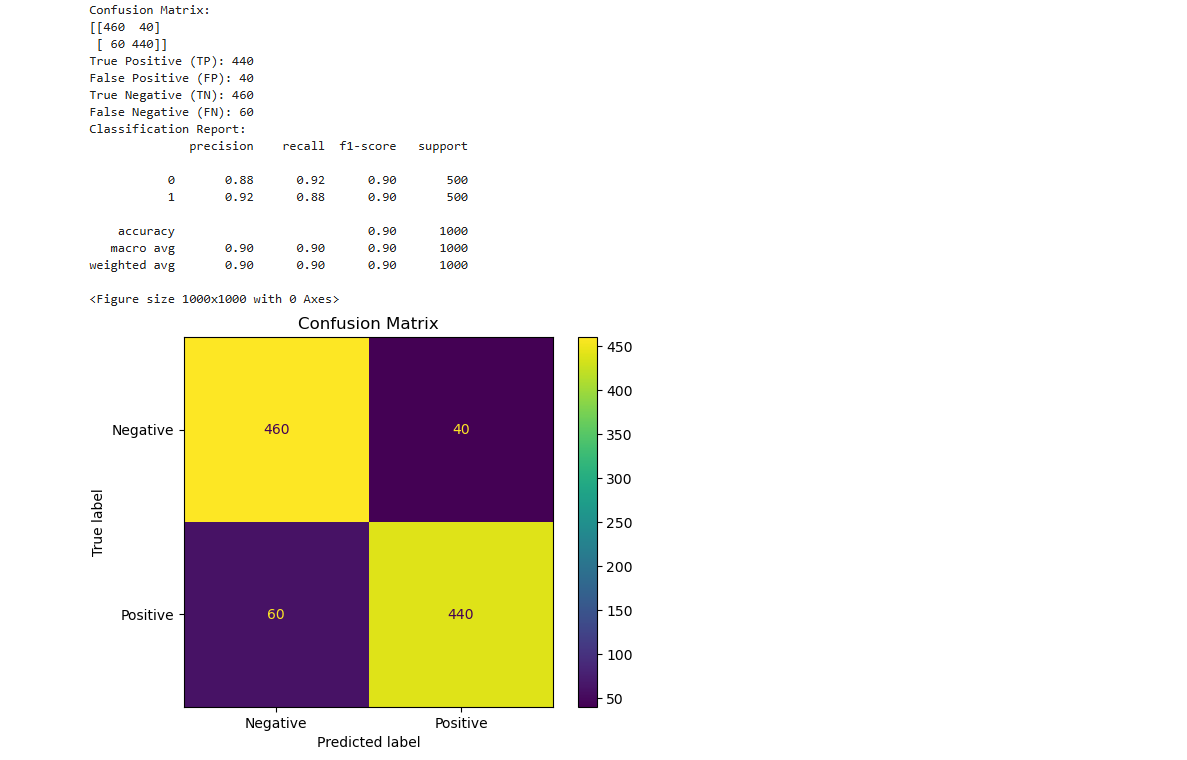 Confusion Matrix:
[[460  40]
 [ 60 440]]
True Positive (TP): 440
False Positive (FP): 40
True Negative (TN): 460
False Negative (FN): 60
Classification Report:
              precision    recall  f1-score   support

           0       0.88      0.92      0.90       500
           1       0.92      0.88      0.90       500

    accuracy                           0.90      1000
   macro avg       0.90      0.90      0.90      1000
weighted avg       0.90      0.90      0.90      1000

<Figure size 1000x1000 with 0 Axes>
Confusion Matrix
450
400
350
300
250
200
150
100
50
Negative
460
40
True label
Positive
60
440
Negative
Positive
Predicted label